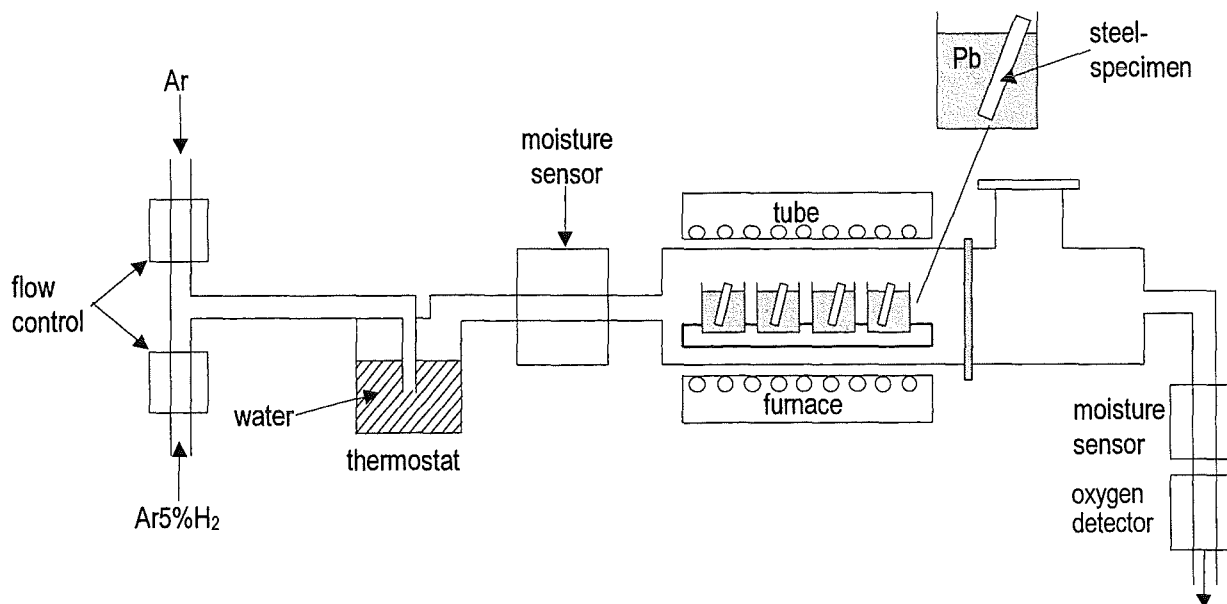 Ar
flow
control
Ar5%H₂
water
thermostat
moisture
sensor
tube
furnace
Pb
steel-
specimen
moisture
sensor
oxygen
detector